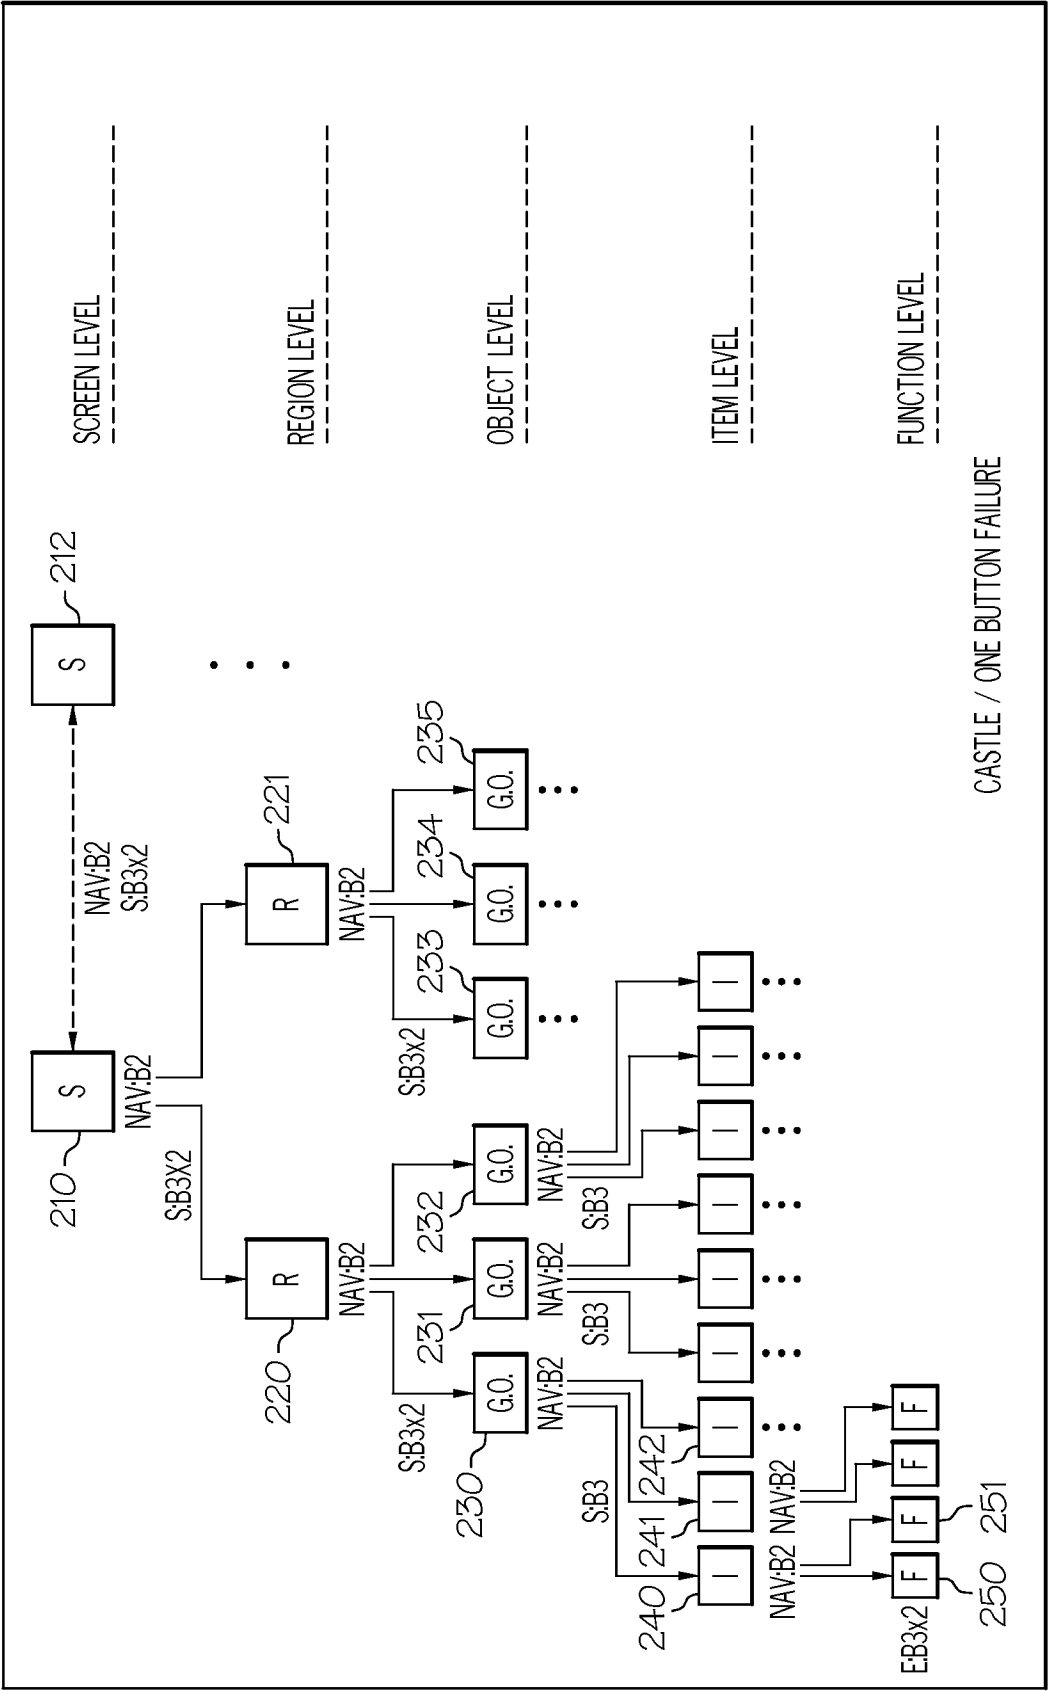 210
S
NAV:B2
S:B3x2
S
212
SCREEN LEVEL
NAV:B2
S:B3X2
220
R
R
221
REGION LEVEL
NAV:B2
NAV:B2
S:B3x2
231
232
S:B3x2
233
234
235
230
G.O.
G.O.
G.O.
G.O.
G.O.
G.O.
OBJECT LEVEL
NAV:B2
NAV:B2
NAV:B2
S:B3
S:B3
S:B3
240
241
242
I
I
I
I
I
I
I
I
I
ITEM LEVEL
NAV:B2
NAV:B2
E:B3x2
F
F
F
F
FUNCTION LEVEL
250
251
CASTLE / ONE BUTTON FAILURE